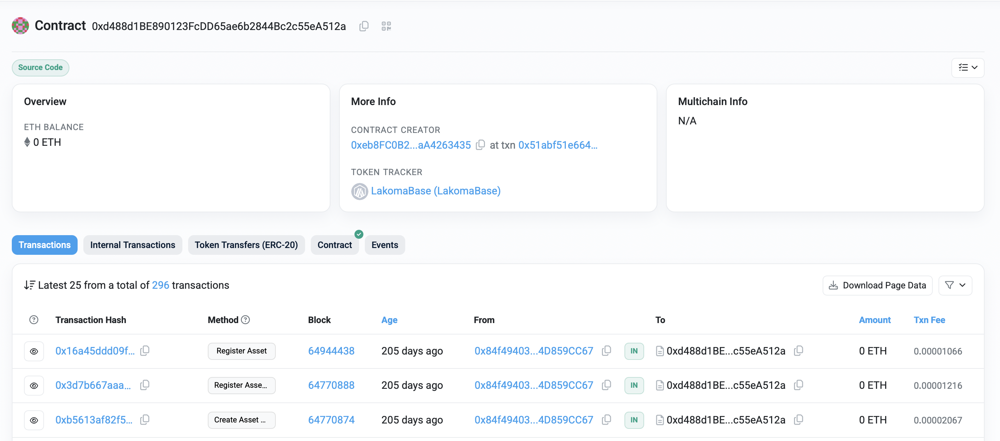 Contract 0xd488d1BE890123FcDD65ae6b2844Bc2c55eA512a
Source Code
Overview
ETH BALANCE
0 ETH
More Info
CONTRACT CREATOR
0xeb8FC0B2...aA4263435 at txn 0x51abf51e664...
TOKEN TRACKER
LakomaBase (LakomaBase)
Multichain Info
N/A
Transactions Internal Transactions Token Transfers (ERC-20) Contract Events
Latest 25 from a total of 296 transactions Download Page Data
Transaction Hash Method Block Age From To Amount Txn Fee
0x16a45ddd09f... Register Asset 64944438 205 days ago 0x84f49403...4D859CC67 IN 0xd488d1BE...c55eA512a 0 ETH 0.00001066
0x3d7b667aaa... Register Asse... 64770888 205 days ago 0x84f49403...4D859CC67 IN 0xd488d1BE...c55eA512a 0 ETH 0.00001216
0xb5613af82f5... Create Asset ... 64770874 205 days ago 0x84f49403...4D859CC67 IN 0xd488d1BE...c55eA512a 0 ETH 0.00002067